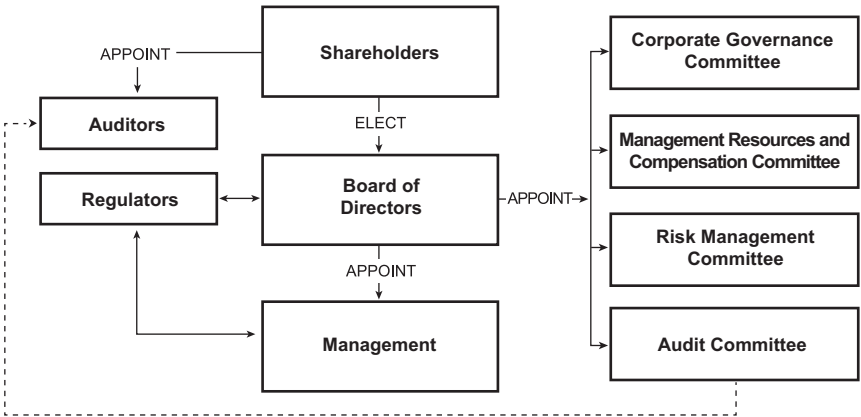 Shareholders
APPOINT
Auditors
ELECT
Regulators
Board of
Directors
APPOINT
APPOINT
Management
Corporate Governance
Committee
Management Resources and
Compensation Committee
Risk Management
Committee
Audit Committee